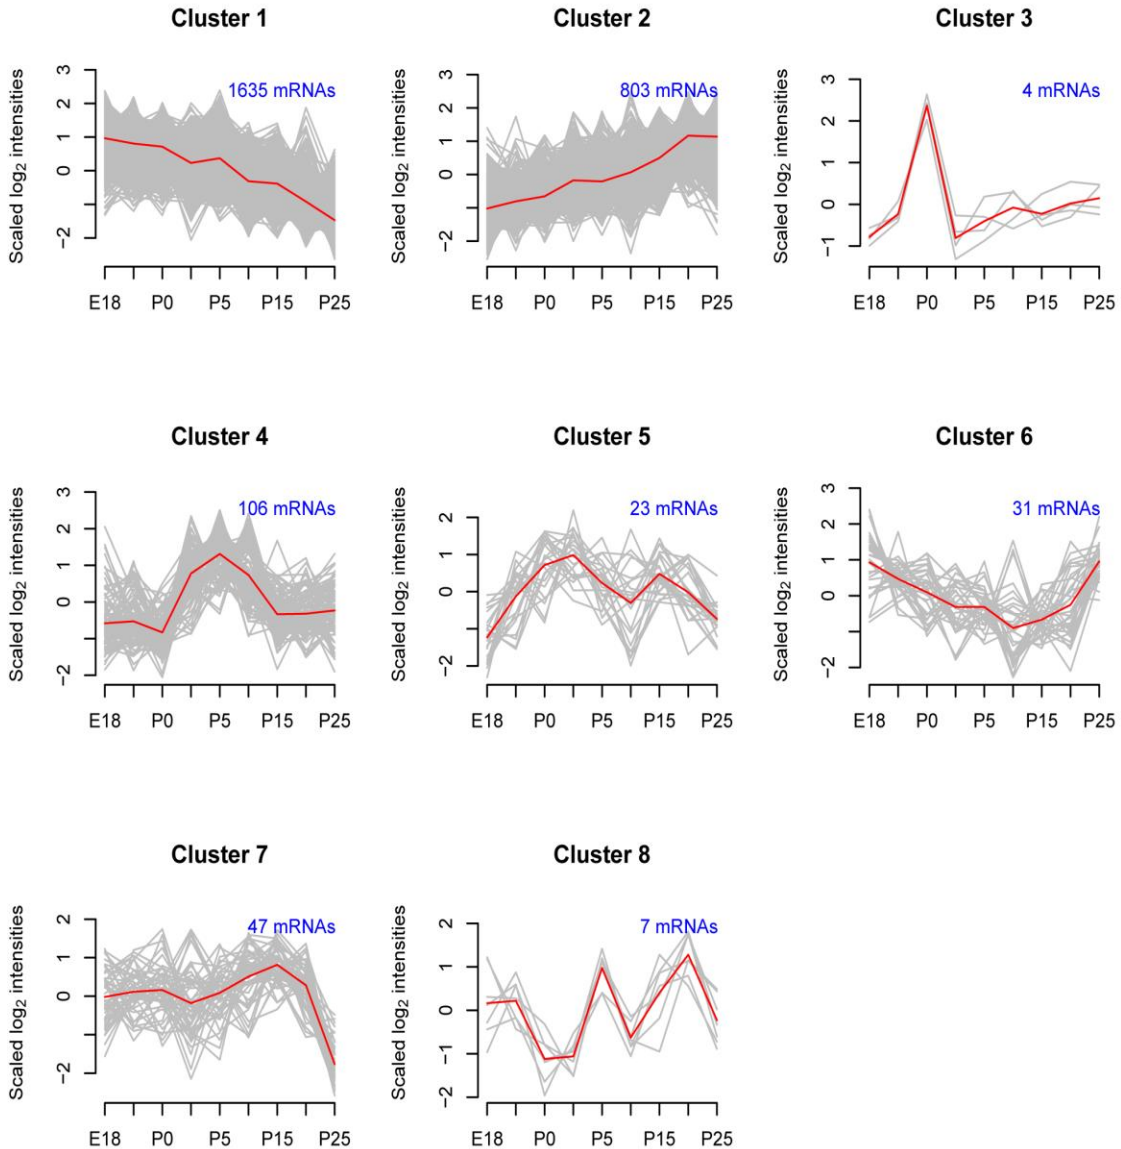 Cluster 1
Scaled log₂ intensities
1635 mRNAs
3
2
1
0
−2
E18 P0 P5 P15 P25
Cluster 2
Scaled log₂ intensities
803 mRNAs
3
2
1
0
−2
E18 P0 P5 P15 P25
Cluster 3
Scaled log₂ intensities
4 mRNAs
3
2
1
0
−1
E18 P0 P5 P15 P25
Cluster 4
Scaled log₂ intensities
106 mRNAs
3
2
1
0
−2
E18 P0 P5 P15 P25
Cluster 5
Scaled log₂ intensities
23 mRNAs
2
1
0
−2
E18 P0 P5 P15 P25
Cluster 6
Scaled log₂ intensities
31 mRNAs
3
2
1
0
−2
E18 P0 P5 P15 P25
Cluster 7
Scaled log₂ intensities
47 mRNAs
2
1
0
−2
E18 P0 P5 P15 P25
Cluster 8
Scaled log₂ intensities
7 mRNAs
2
1
0
−1
−2
E18 P0 P5 P15 P25